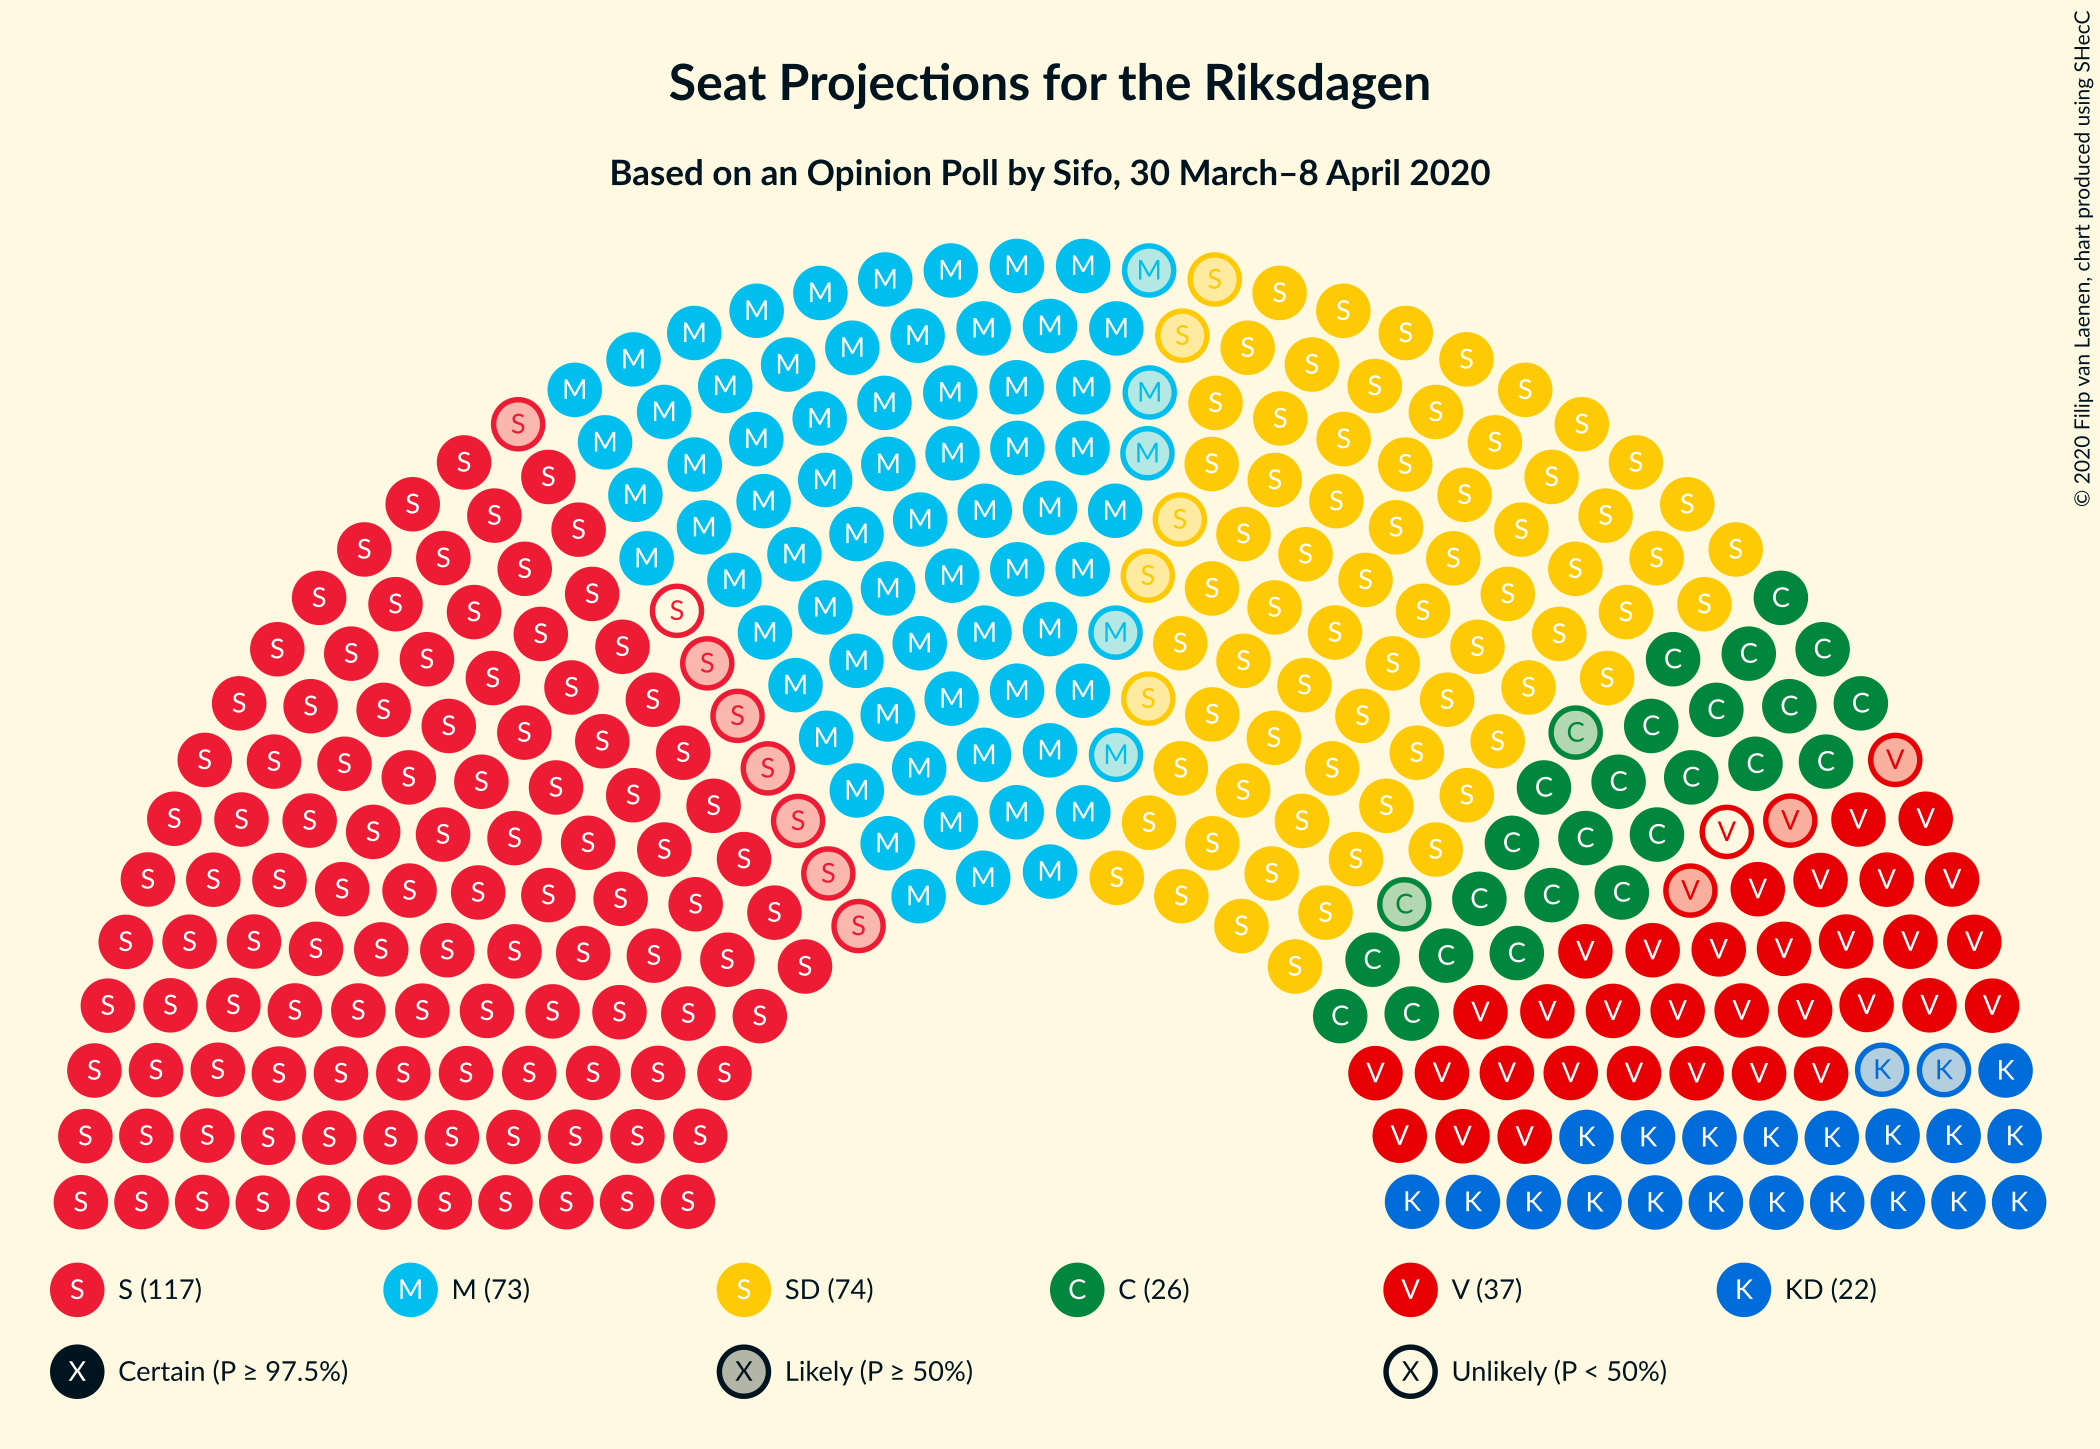 Seat Projections for the Riksdagen
Based on an Opinion Poll by Sifo, 30 March–8 April 2020
© 2020 Filip van Laenen, chart produced using SHecC
S S (117) M M (73) S SD (74) C C (26) V V (37) K KD (22)
X Certain (P ≥ 97.5%) X Likely (P ≥ 50%) X Unlikely (P < 50%)